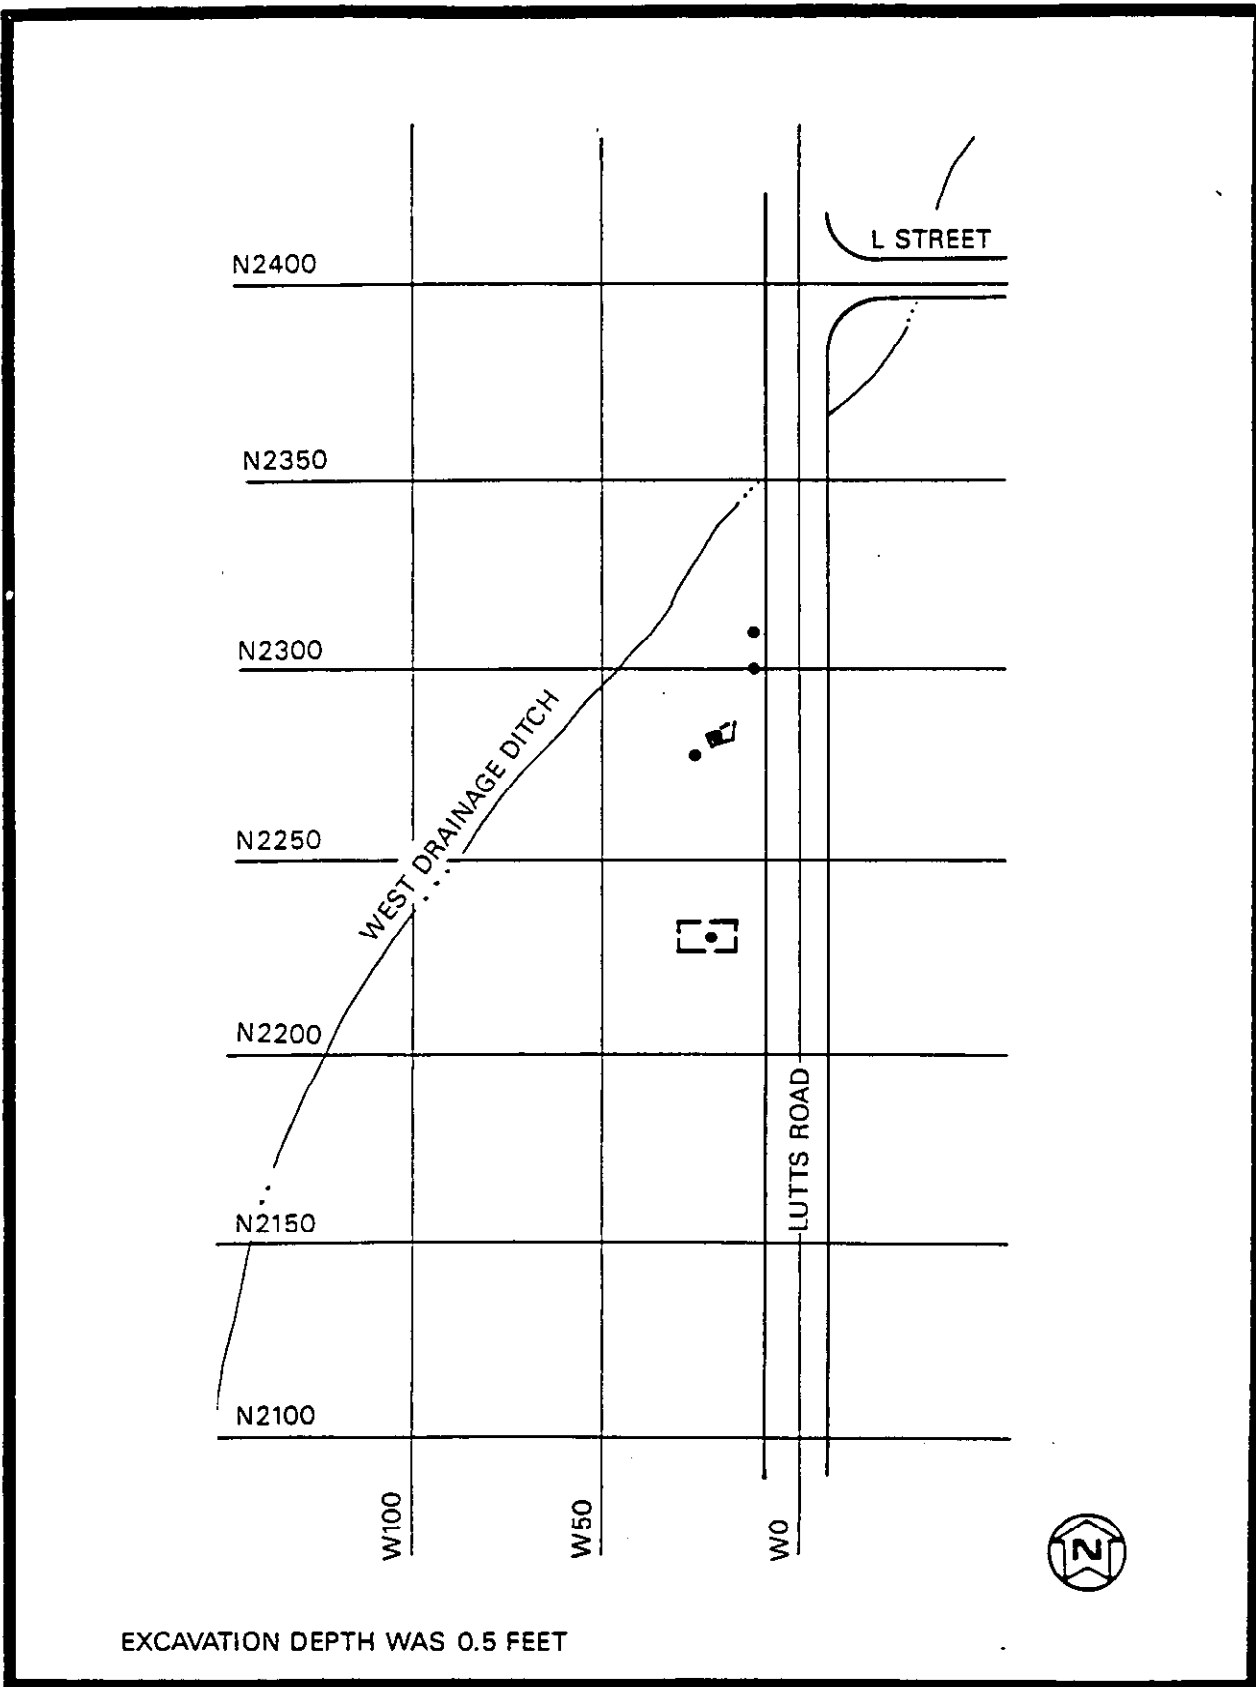 L STREET
N2400
N2350
N2300
WEST DRAINAGE DITCH
N2250
N2200
LUTTS ROAD
N2150
N2100
W100
W50
W0
N
EXCAVATION DEPTH WAS 0.5 FEET